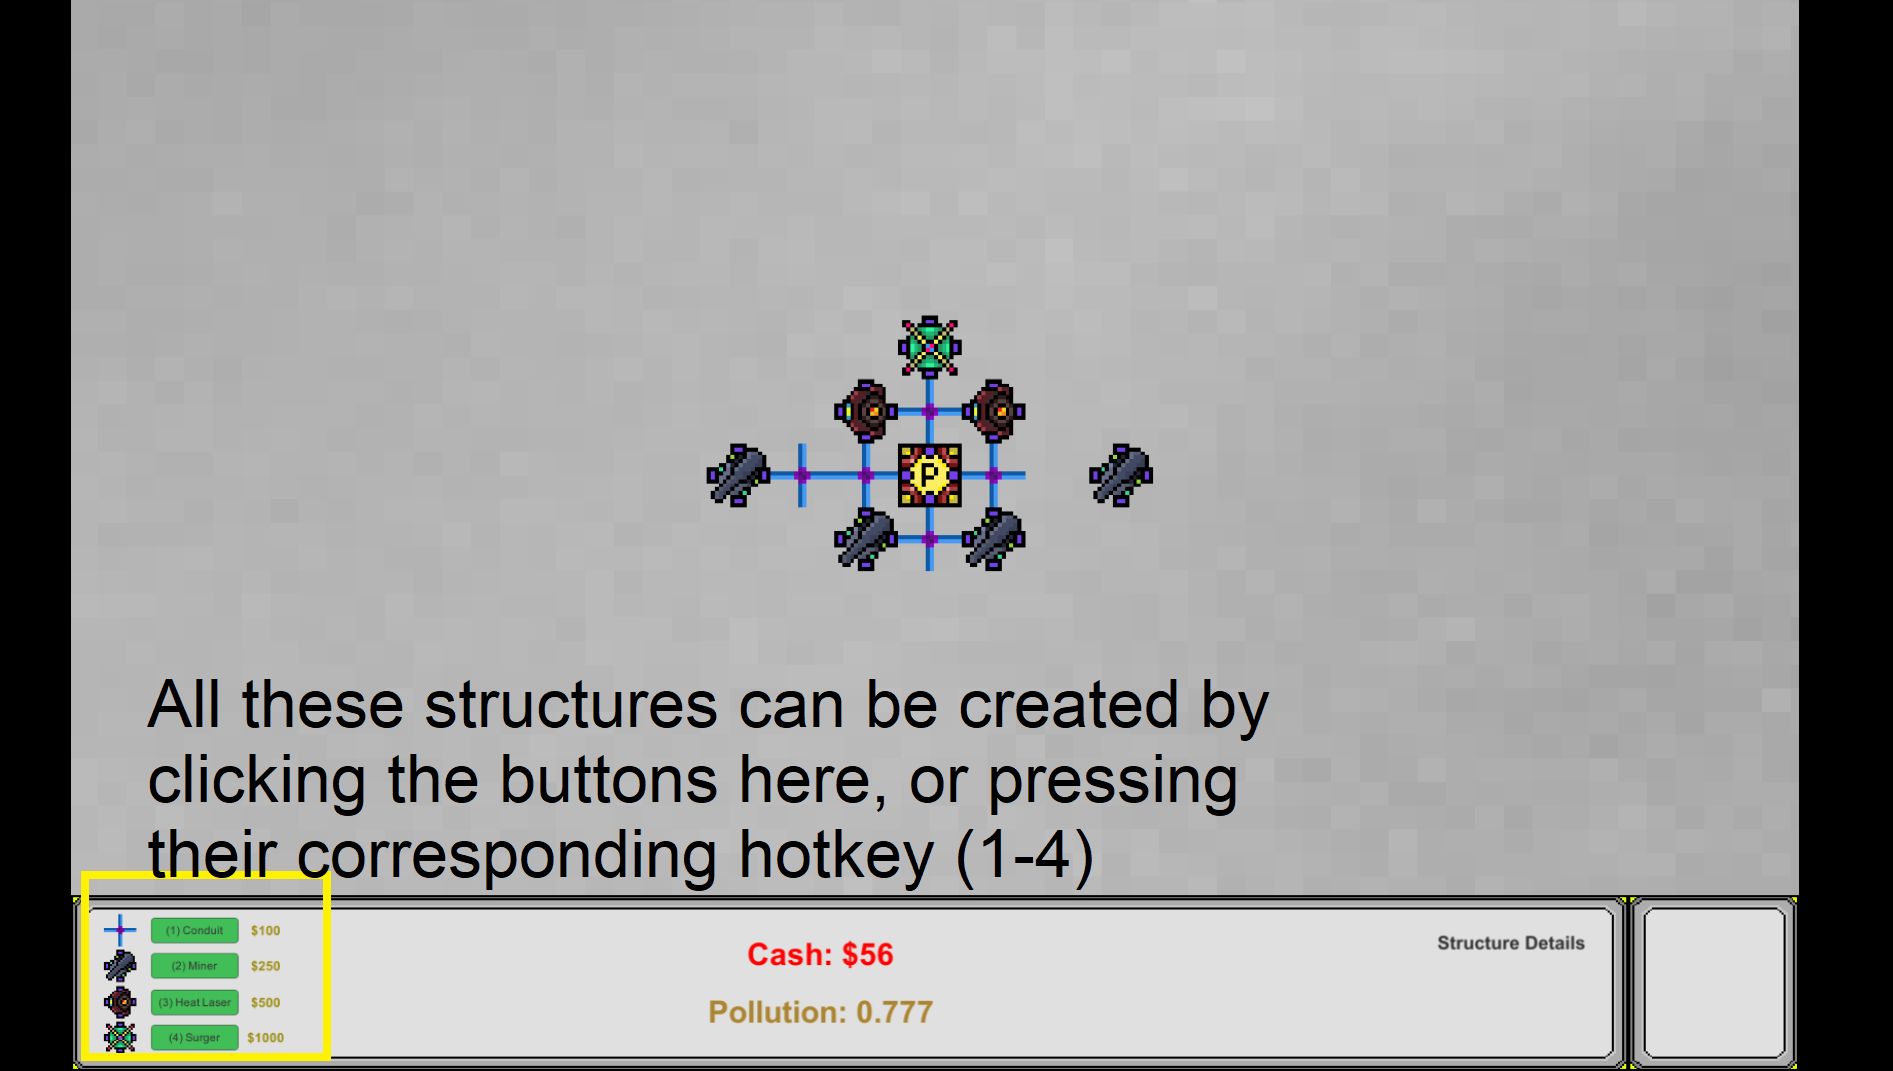 P
All these structures can be created by
clicking the buttons here, or pressing
their corresponding hotkey (1-4)
(1) Conduit $100
(2) Miner $250
(3) Heat Laser $500
(4) Surger $1000
Cash: $56
Pollution: 0.777
Structure Details